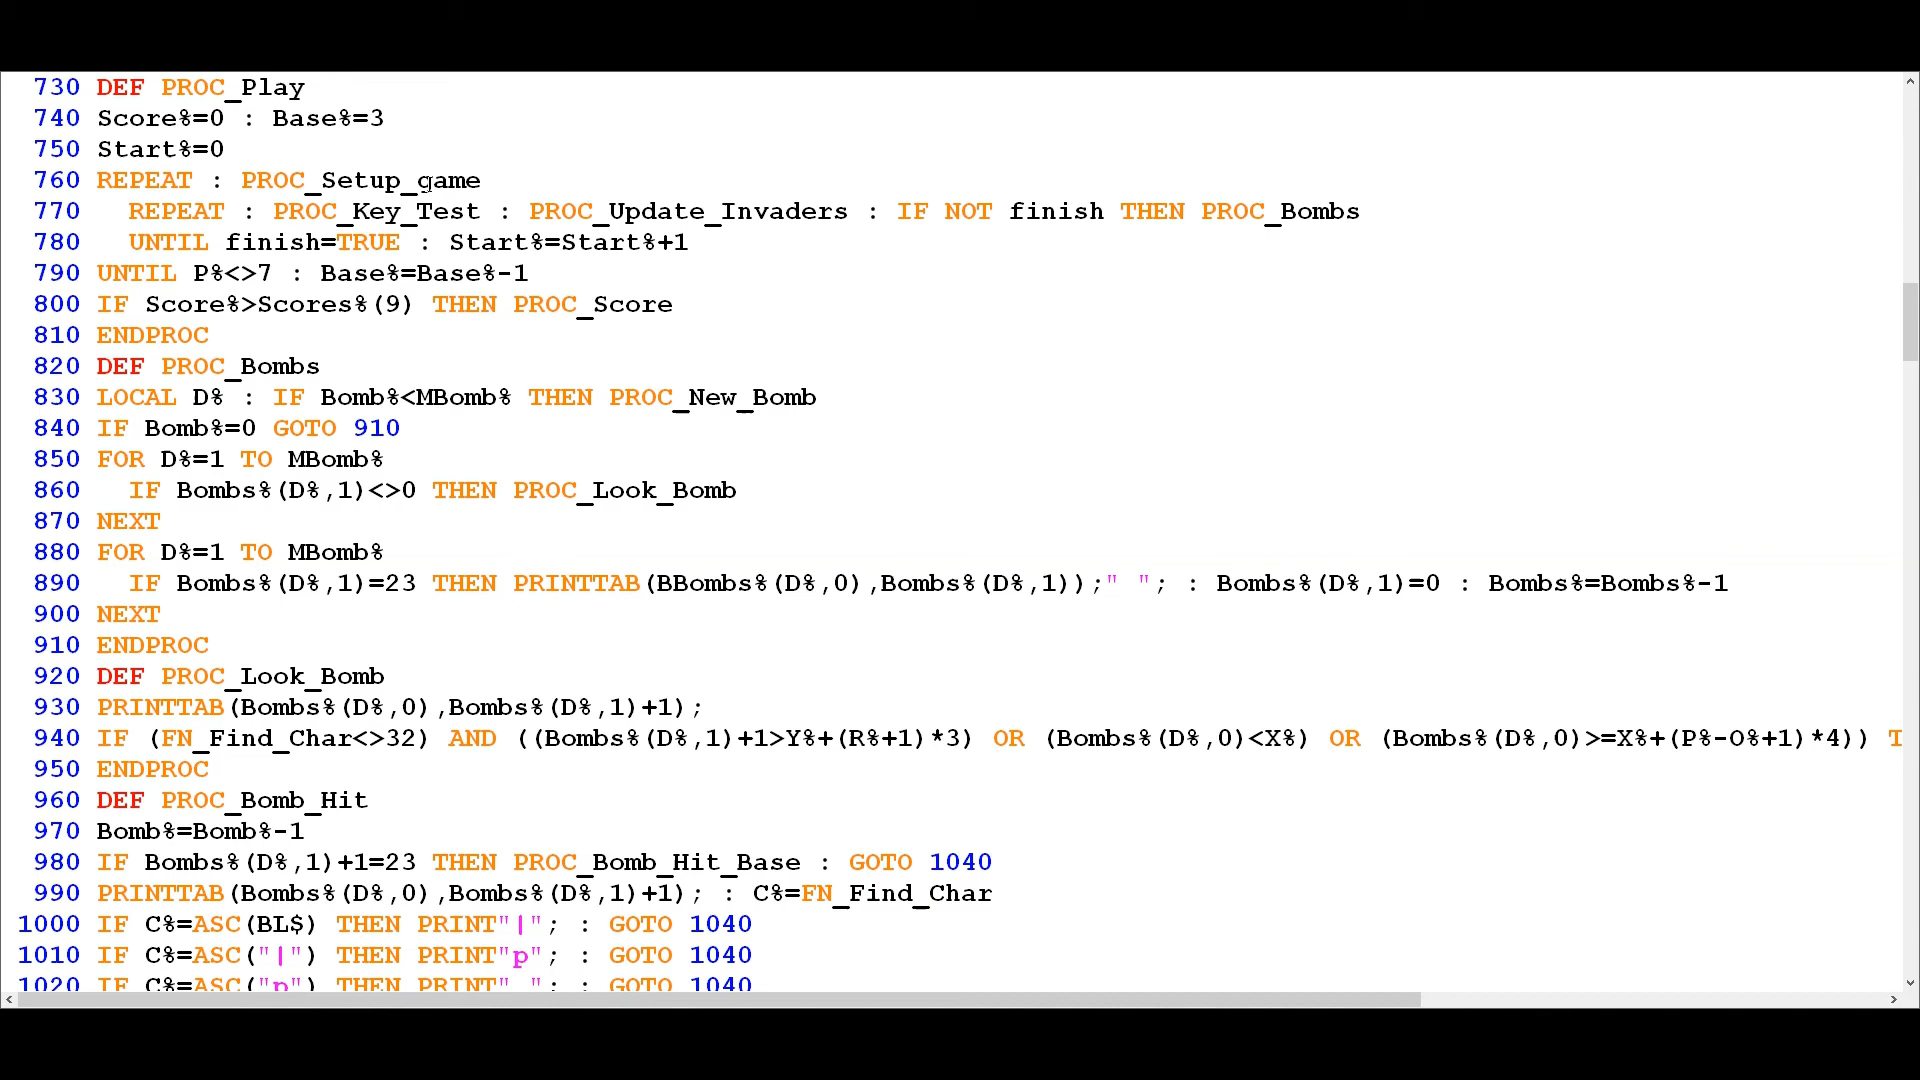 730 DEF PROC_Play
740 Score%=0 : Base%=3
750 Start%=0
760 REPEAT : PROC_Setup_game
770   REPEAT : PROC_Key_Test : PROC_Update_Invaders : IF NOT finish THEN PROC_Bombs
780   UNTIL finish=TRUE : Start%=Start%+1
790 UNTIL P%<>7 : Base%=Base%-1
800 IF Score%>Scores%(9) THEN PROC_Score
810 ENDPROC
820 DEF PROC_Bombs
830 LOCAL D% : IF Bomb%<MBomb% THEN PROC_New_Bomb
840 IF Bomb%=0 GOTO 910
850 FOR D%=1 TO MBomb%
860   IF Bombs%(D%,1)<>0 THEN PROC_Look_Bomb
870 NEXT
880 FOR D%=1 TO MBomb%
890   IF Bombs%(D%,1)=23 THEN PRINTTAB(BBombs%(D%,0),Bombs%(D%,1));" "; : Bombs%(D%,1)=0 : Bombs%=Bombs%-1
900 NEXT
910 ENDPROC
920 DEF PROC_Look_Bomb
930 PRINTTAB(Bombs%(D%,0),Bombs%(D%,1)+1);
940 IF (FN_Find_Char<>32) AND ((Bombs%(D%,1)+1>Y%+(R%+1)*3) OR (Bombs%(D%,0)<X%) OR (Bombs%(D%,0)>=X%+(P%-O%+1)*4)) T
950 ENDPROC
960 DEF PROC_Bomb_Hit
970 Bomb%=Bomb%-1
980 IF Bombs%(D%,1)+1=23 THEN PROC_Bomb_Hit_Base : GOTO 1040
990 PRINTTAB(Bombs%(D%,0),Bombs%(D%,1)+1); : C%=FN_Find_Char
1000 IF C%=ASC(BL$) THEN PRINT"|"; : GOTO 1040
1010 IF C%=ASC("|") THEN PRINT"p"; : GOTO 1040
1020 IF C%=ASC("p") THEN PRINT" "; : GOTO 1040